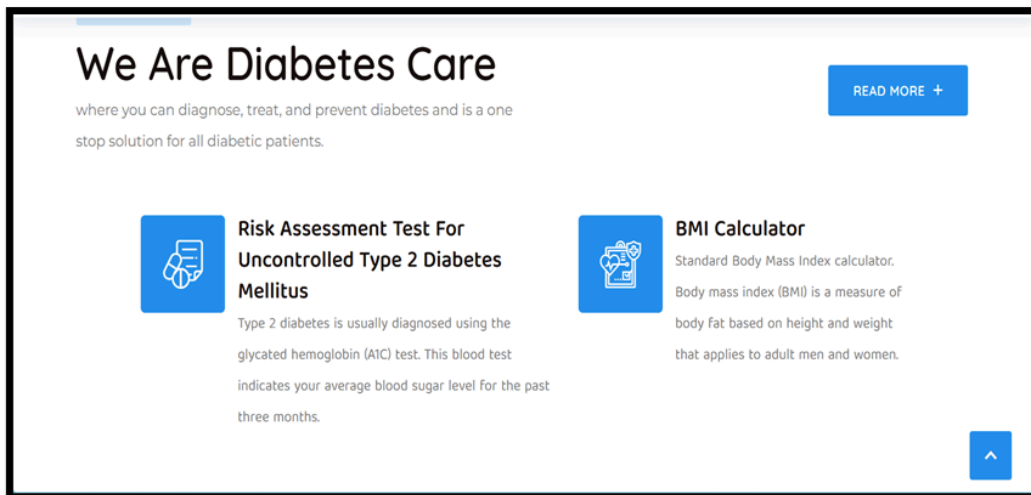 We Are Diabetes Care
where you can diagnose, treat, and prevent diabetes and is a one
stop solution for all diabetic patients.
READ MORE +
Risk Assessment Test For
Uncontrolled Type 2 Diabetes
Mellitus
Type 2 diabetes is usually diagnosed using the
glycated hemoglobin (A1C) test. This blood test
indicates your average blood sugar level for the past
three months.
BMI Calculator
Standard Body Mass Index calculator.
Body mass index (BMI) is a measure of
body fat based on height and weight
that applies to adult men and women.